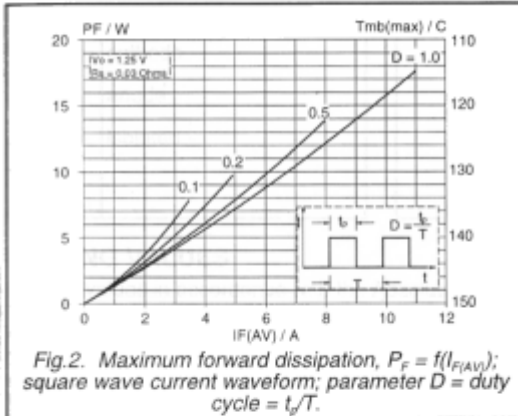 PF / W
Tmb(max) / C
20
110
Vo = 1.25 V
Rs = 0.03 Ohms
D = 1.0
15
120
0.5
0.2
10
130
0.1
tp
D = tp/T
I
5
140
T
t
0
150
0 2 4 6 8 10 12
IF(AV) / A
Fig.2. Maximum forward dissipation, PF = f(IF(AV));
square wave current waveform; parameter D = duty
cycle = tp/T.